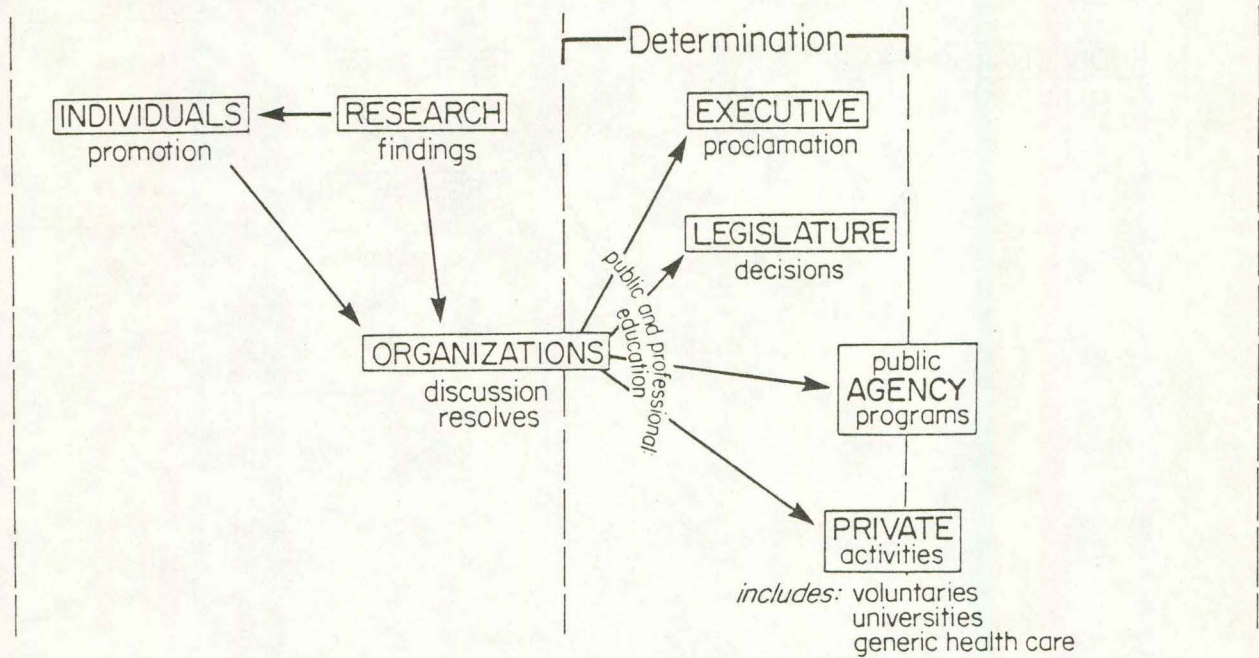 Determination
INDIVIDUALS
promotion
RESEARCH
findings
EXECUTIVE
proclamation
LEGISLATURE
decisions
public and professional:
education
ORGANIZATIONS
discussion
resolves
public
AGENCY
programs
PRIVATE
activities
includes: voluntaries
universities
generic health care